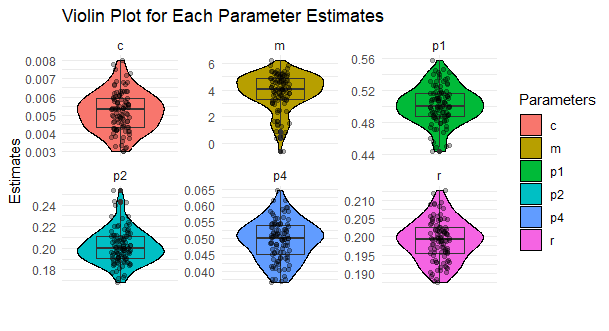 Violin Plot for Each Parameter Estimates
c
m
p1
0.008
0.007
0.006
0.005
0.004
0.003
6
4
2
0
0.56
0.52
0.48
0.44
Estimates
p2
p4
r
0.24
0.22
0.20
0.18
0.065
0.060
0.055
0.050
0.045
0.040
0.210
0.205
0.200
0.195
0.190
Parameters
c
m
p1
p2
p4
r